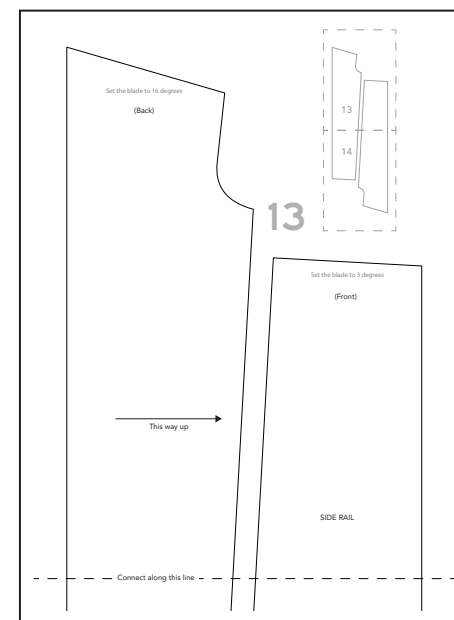 Set the blade to 16 degrees
(Back)
13
14
13
Set the blade to 3 degrees
(Front)
This way up
SIDE RAIL
Connect along this line